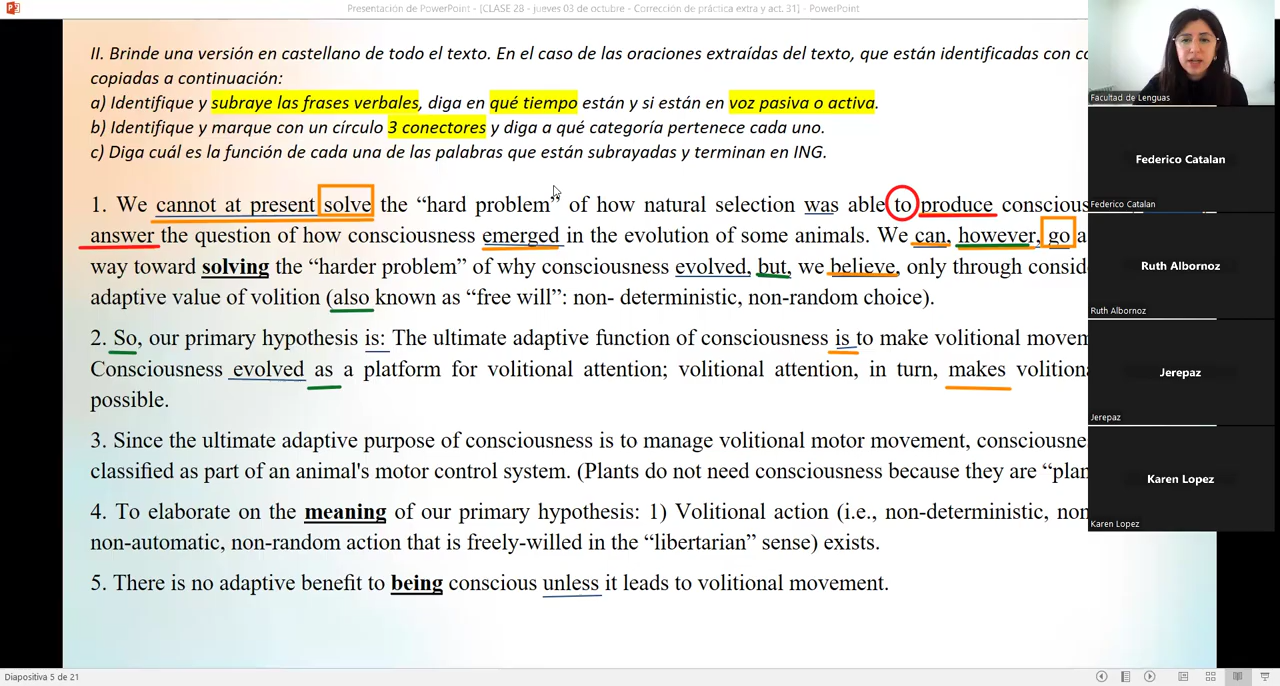 Presentación de PowerPoint - [CLASE 28 - jueves 03 de octubre - Corrección de práctica extra y act. 31] - PowerPoint
II. Brinde una versión en castellano de todo el texto. En el caso de las oraciones extraídas del texto, que están identificadas con
copiadas a continuación:
a) Identifique y subraye las frases verbales, diga en qué tiempo están y si están en voz pasiva o activa.
b) Identifique y marque con un círculo 3 conectores y diga a qué categoría pertenece cada uno.
c) Diga cuál es la función de cada una de las palabras que están subrayadas y terminan en ING.
1. We cannot at present solve the “hard problem” of how natural selection was able to produce
answer the question of how consciousness emerged in the evolution of some animals. We can, however, go a
way toward solving the “harder problem” of why consciousness evolved, but, we believe, only through
adaptive value of volition (also known as “free will”: non- deterministic, non-random choice).
2. So, our primary hypothesis is: The ultimate adaptive function of consciousness is to make volitional
Consciousness evolved as a platform for volitional attention; volitional attention, in turn, makes
possible.
3. Since the ultimate adaptive purpose of consciousness is to manage volitional motor movement,
classified as part of an animal's motor control system. (Plants do not need consciousness because they are
4. To elaborate on the meaning of our primary hypothesis: 1) Volitional action (i.e., non-deterministic,
non-automatic, non-random action that is freely-willed in the “libertarian” sense) exists.
5. There is no adaptive benefit to being conscious unless it leads to volitional movement.
Facultad de Lenguas
Federico Catalan
Federico Catalan
Ruth Albornoz
Ruth Albornoz
Jerepaz
Jerepaz
Karen Lopez
Karen Lopez
Diapositiva 5 de 21